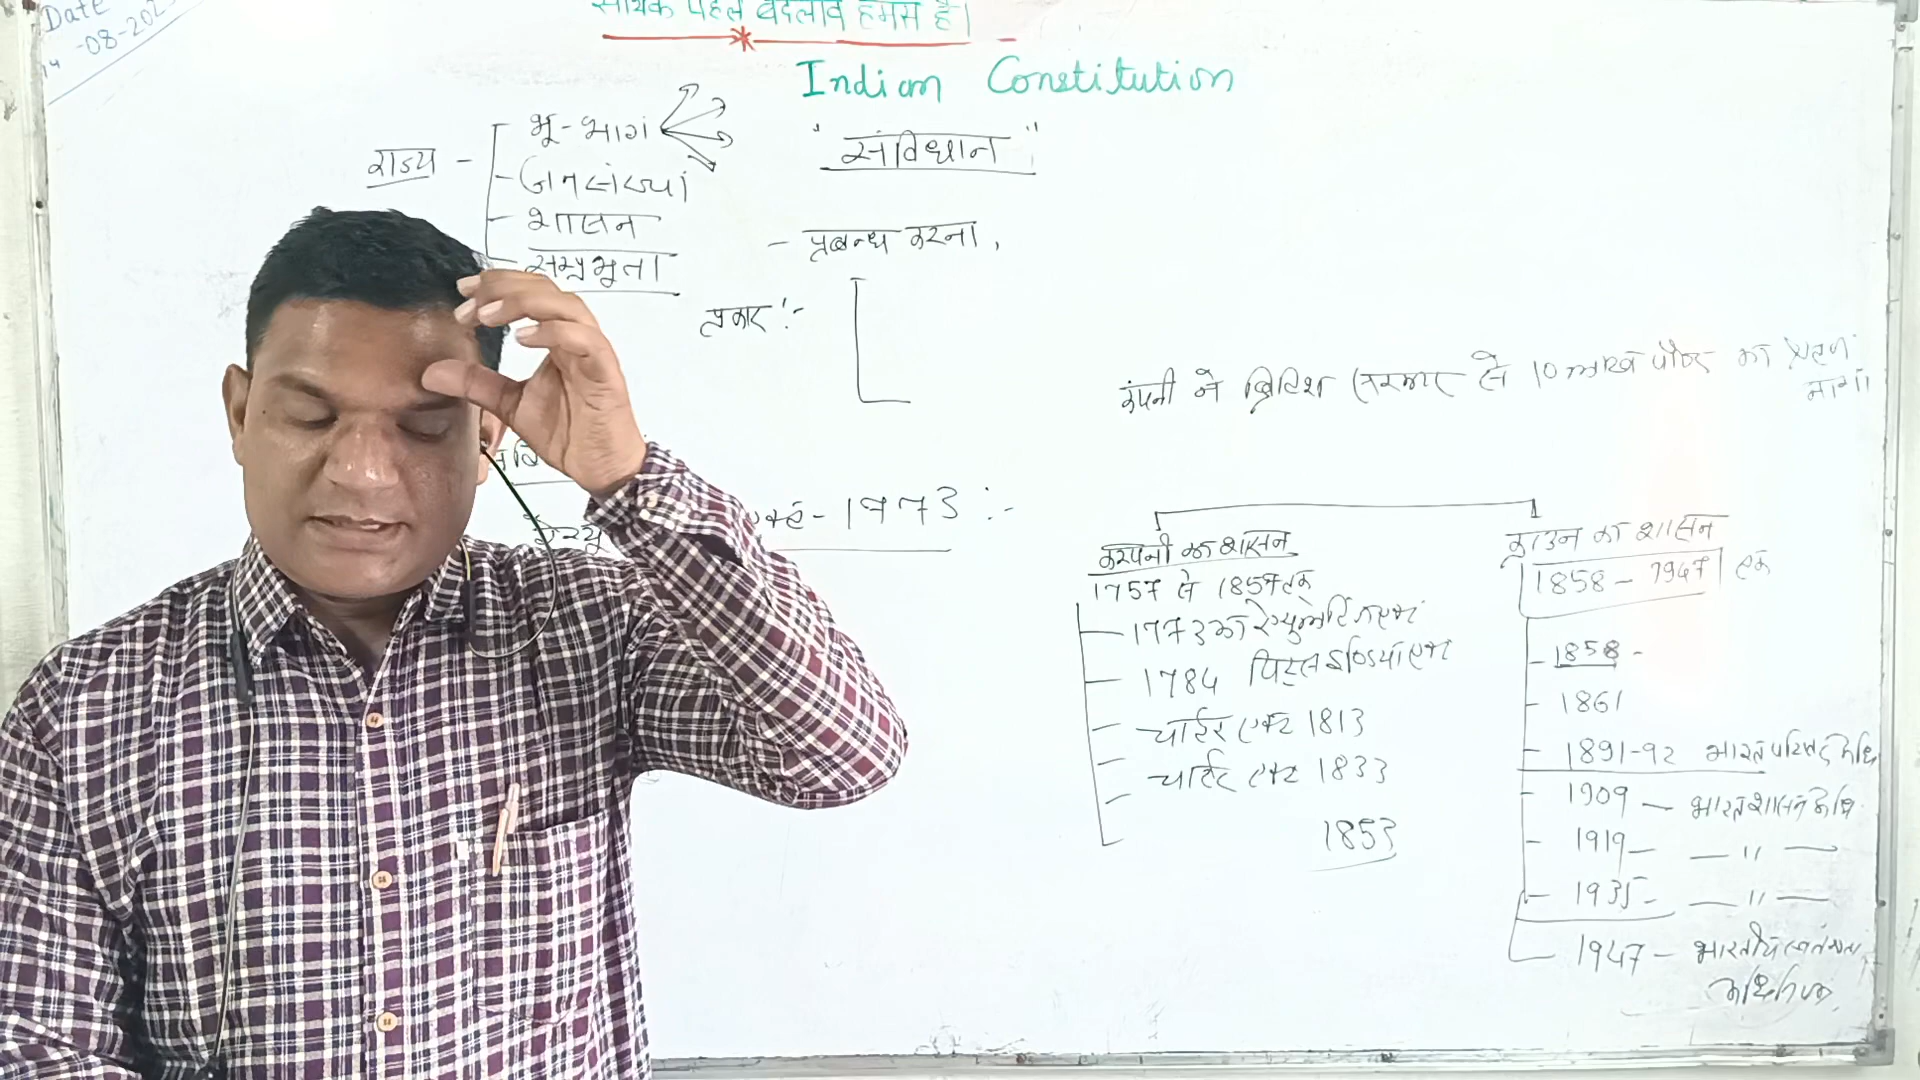 Date
-08-202
सार्थक पहल बदलाव हमसे है।
Indian Constitution
राज्य -
भू-भाग
जनसंख्या
शासन
सम्प्रभुता
"संविधान"
- प्रबन्ध करना,
प्रकार :-
कंपनी ने ब्रिटिश सरकार से 10 लाख पौण्ड का
मांगा
एक्ट - 1773 :-
कम्पनी का शासन
1757 से 1857 तक
1773 का रेग्युलेटिंग एक्ट
1784 पिट्स इण्डिया एक्ट
चार्टर एक्ट 1813
चार्टर एक्ट 1833
1853
क्राउन का शासन
1858 - 1947 तक
1858 -
1861
1891-92 भारत परिषद अधि
1909 - भारत शासन अधि.
1919 - — " —
1935 - — " —
1947 - भारतीय स्वतंत्रता
अधिनियम